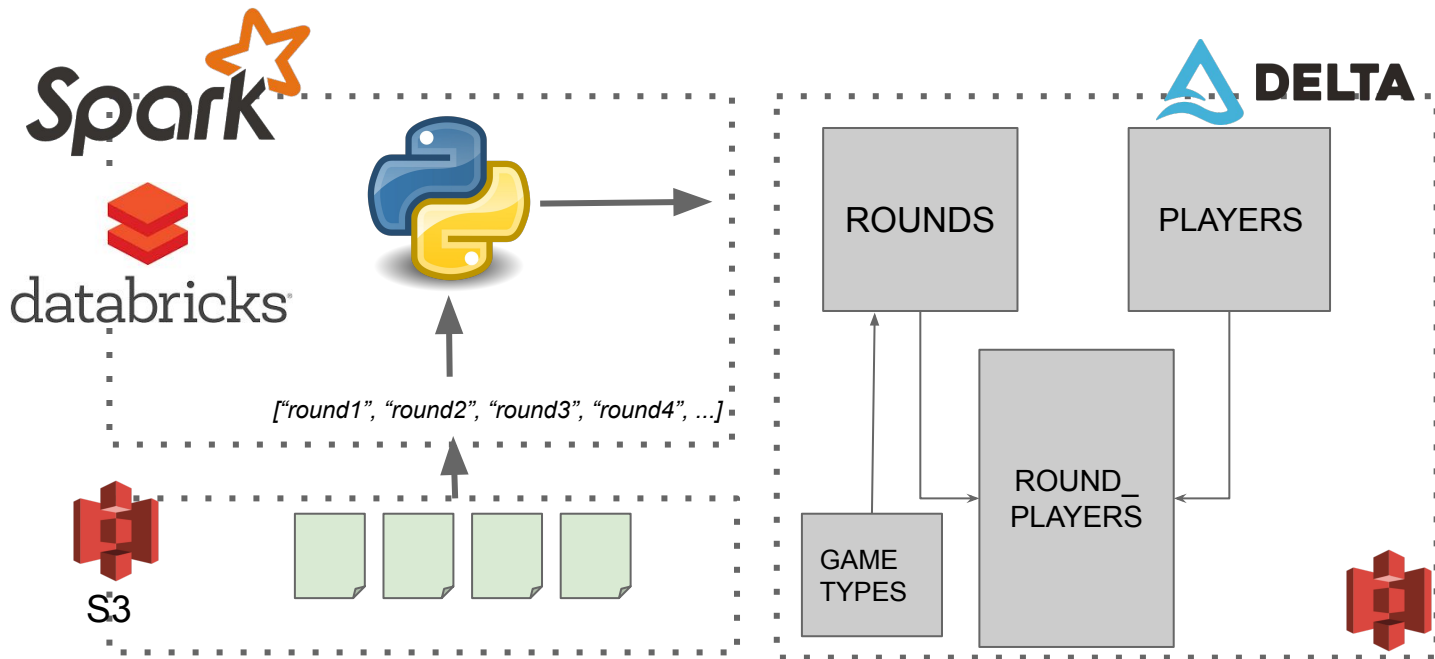 Spark
DELTA
databricks
ROUNDS
PLAYERS
["round1", "round2", "round3", "round4", ...]
ROUND_
PLAYERS
GAME
TYPES
S3